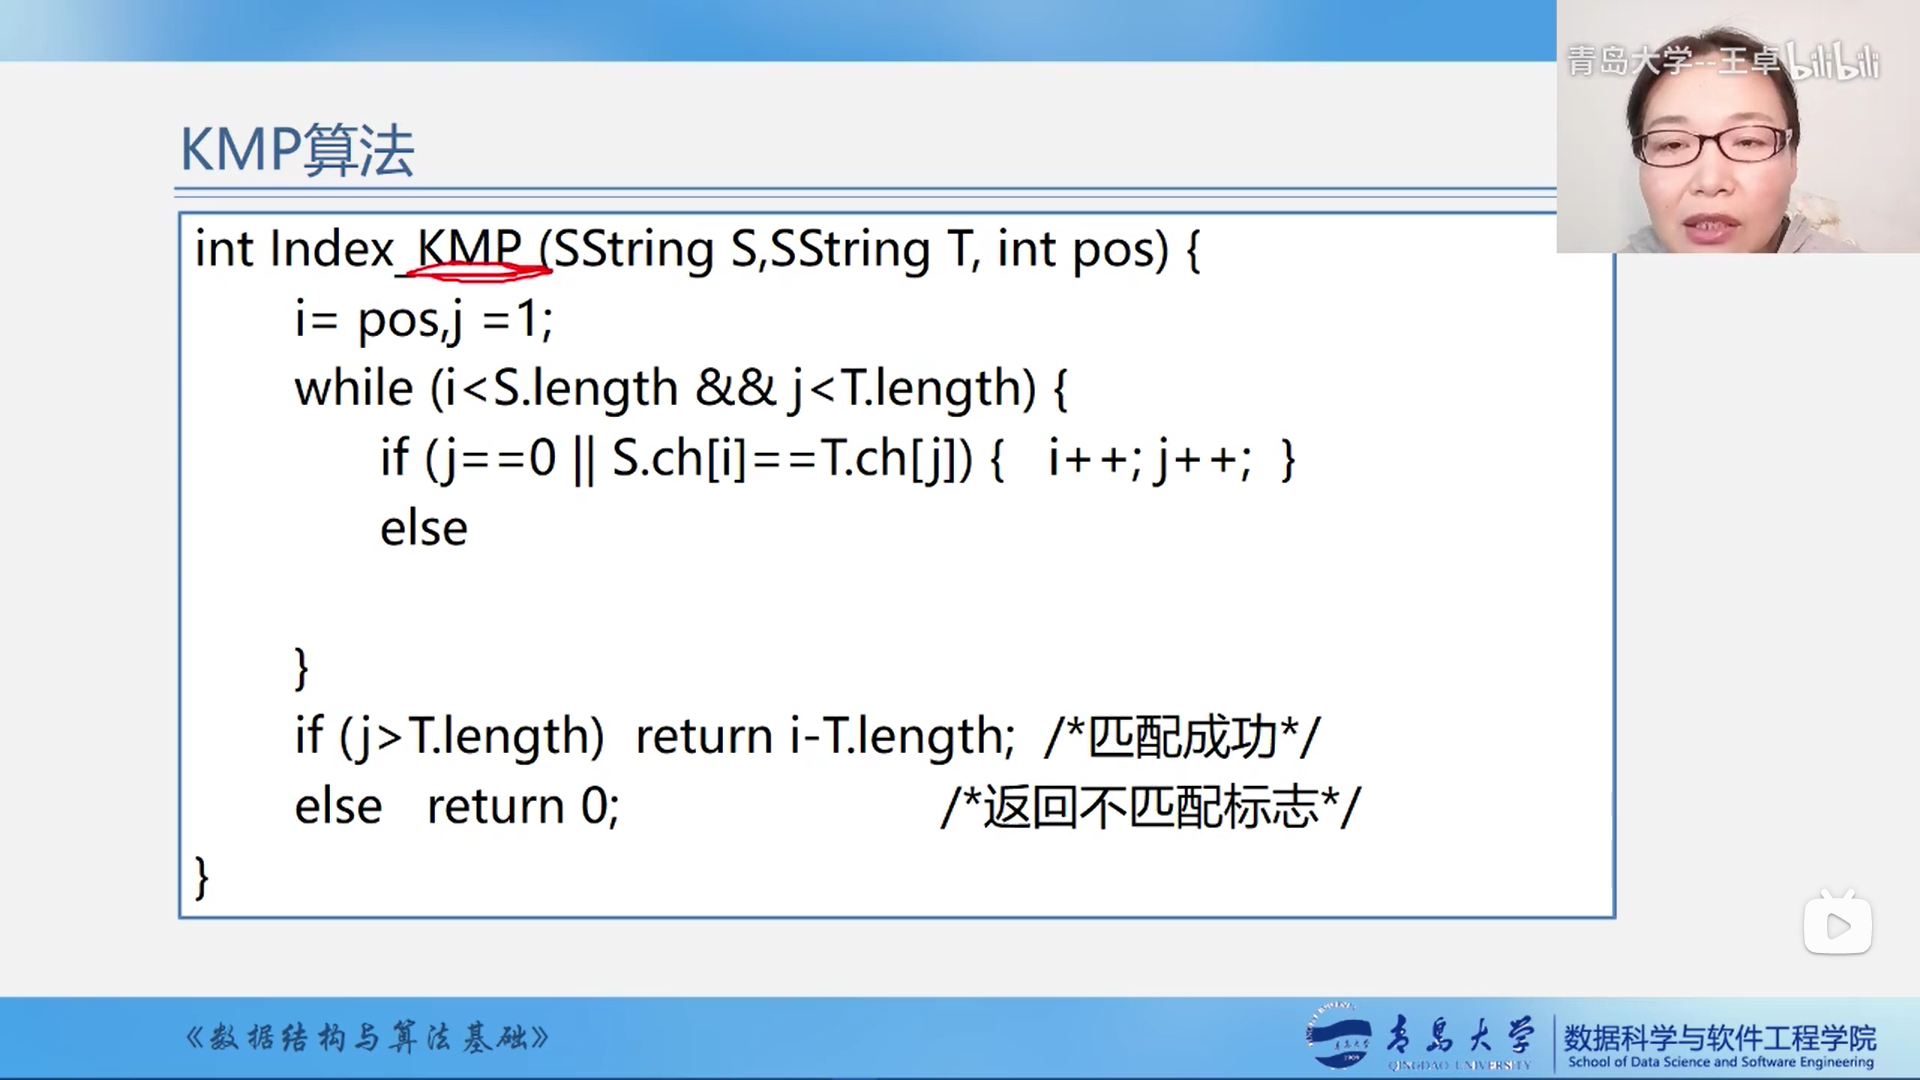 青岛大学--王卓 bilibili
KMP算法
int Index_KMP (SString S,SString T, int pos) {
i= pos,j =1;
while (i<S.length && j<T.length) {
if (j==0 || S.ch[i]==T.ch[j]) { i++; j++; }
else
}
if (j>T.length) return i-T.length; /*匹配成功*/
else return 0; /*返回不匹配标志*/
}
《数据结构与算法基础》
青岛大学
QINGDAO UNIVERSITY
数据科学与软件工程学院
School of Data Science and Software Engineering